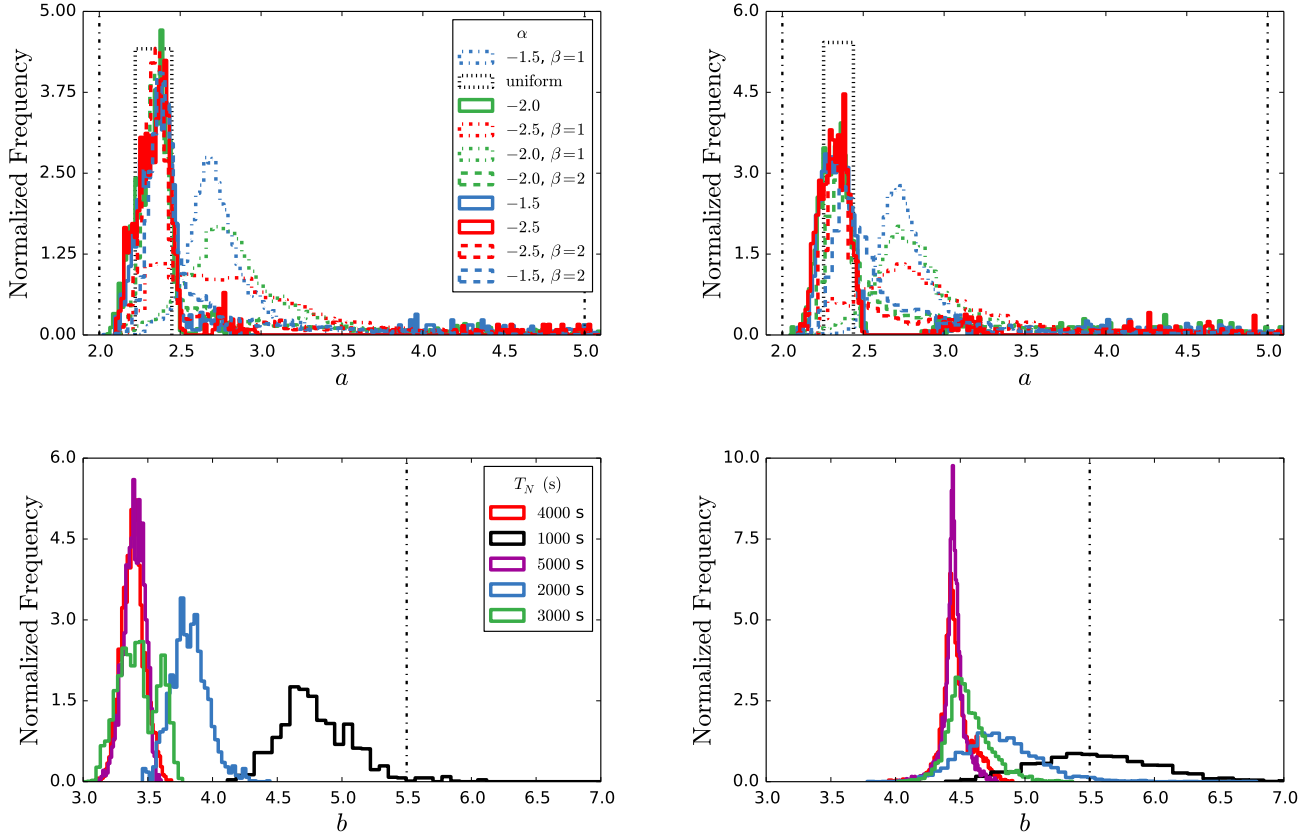 5.00
3.75
2.50
1.25
0.00
Normalized Frequency
2.0 2.5 3.0 3.5 4.0 4.5 5.0
a
α
−1.5, β=1
uniform
−2.0
−2.5, β=1
−2.0, β=1
−2.0, β=2
−1.5
−2.5
−2.5, β=2
−1.5, β=2
6.0
4.5
3.0
1.5
0.0
Normalized Frequency
2.0 2.5 3.0 3.5 4.0 4.5 5.0
a
6.0
4.5
3.0
1.5
0.0
Normalized Frequency
3.0 3.5 4.0 4.5 5.0 5.5 6.0 6.5 7.0
b
T_N (s)
4000 s
1000 s
5000 s
2000 s
3000 s
10.0
7.5
5.0
2.5
0.0
Normalized Frequency
3.0 3.5 4.0 4.5 5.0 5.5 6.0 6.5 7.0
b